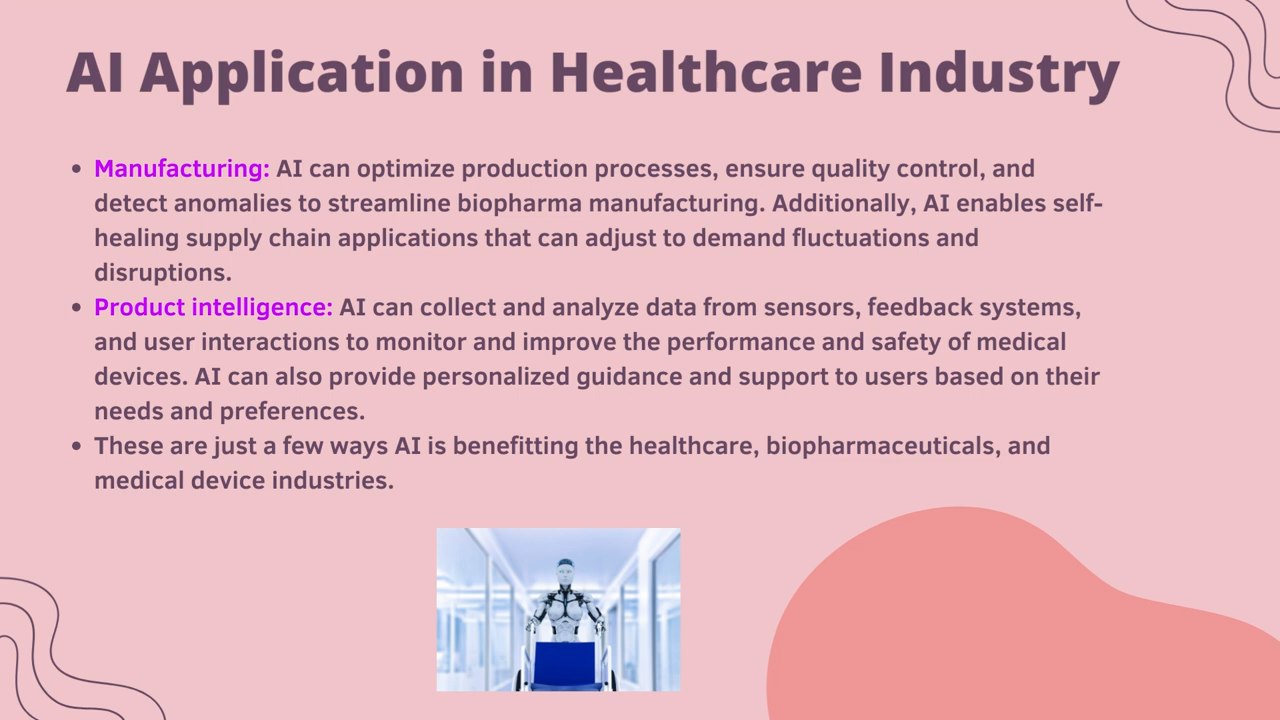 AI Application in Healthcare Industry
• Manufacturing: AI can optimize production processes, ensure quality control, and
detect anomalies to streamline biopharma manufacturing. Additionally, AI enables self-
healing supply chain applications that can adjust to demand fluctuations and
disruptions.
• Product intelligence: AI can collect and analyze data from sensors, feedback systems,
and user interactions to monitor and improve the performance and safety of medical
devices. AI can also provide personalized guidance and support to users based on their
needs and preferences.
• These are just a few ways AI is benefitting the healthcare, biopharmaceuticals, and
medical device industries.